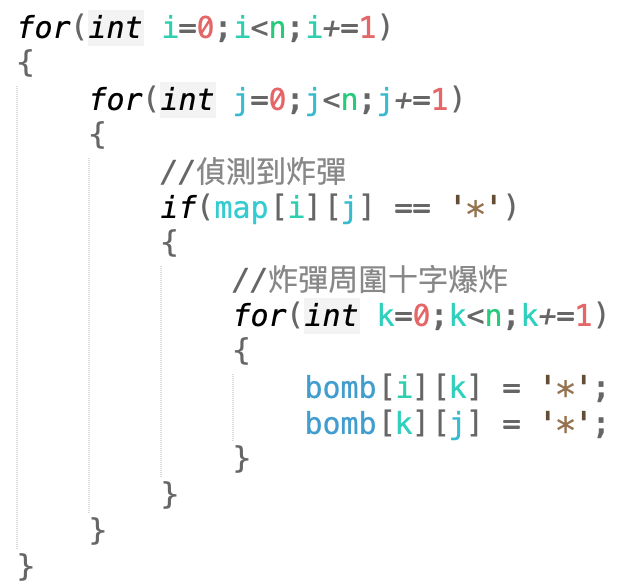 for(int i=0;i<n;i+=1)
{
    for(int j=0;j<n;j+=1)
    {
        //偵測到炸彈
        if(map[i][j] == '*')
        {
            //炸彈周圍十字爆炸
            for(int k=0;k<n;k+=1)
            {
                bomb[i][k] = '*';
                bomb[k][j] = '*';
            }
        }
    }
}